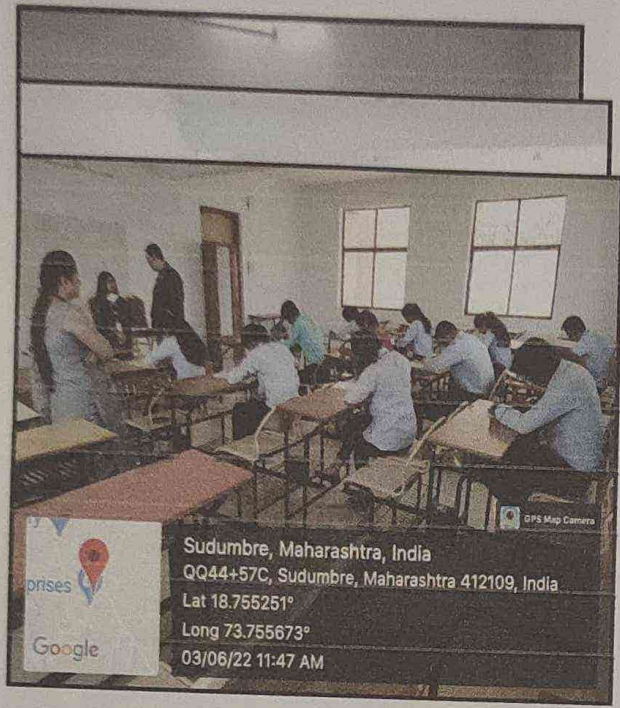 GPS Map Camera
prises
Google
Sudumbre, Maharashtra, India
QQ44+57C, Sudumbre, Maharashtra 412109, India
Lat 18.755251°
Long 73.755673°
03/06/22 11:47 AM